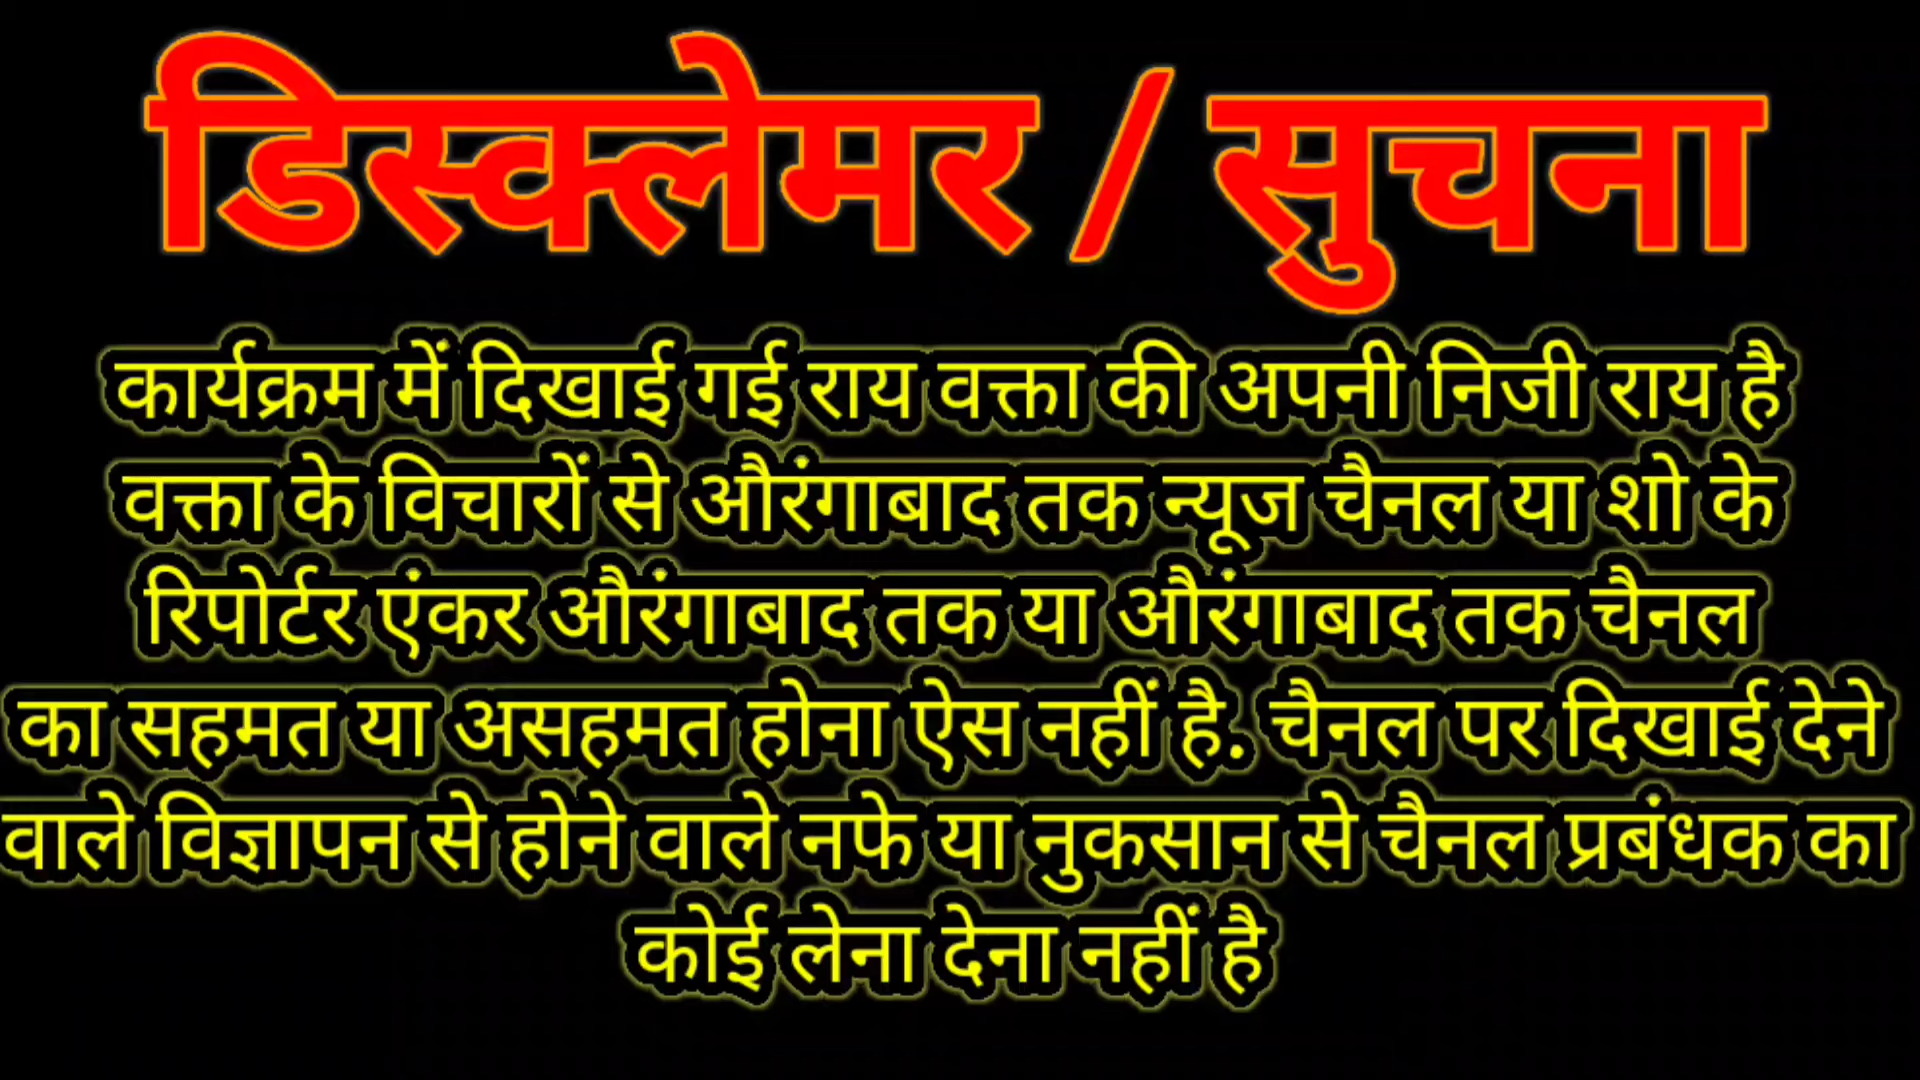 डिस्क्लेमर / सुचना
कार्यक्रम में दिखाई गई राय वक्ता की अपनी निजी राय है
वक्ता के विचारों से औरंगाबाद तक न्यूज चैनल या शो के
रिपोर्टर एंकर औरंगाबाद तक या औरंगाबाद तक चैनल
का सहमत या असहमत होना ऐस नहीं है. चैनल पर दिखाई देने
वाले विज्ञापन से होने वाले नफे या नुकसान से चैनल प्रबंधक का
कोई लेना देना नहीं है